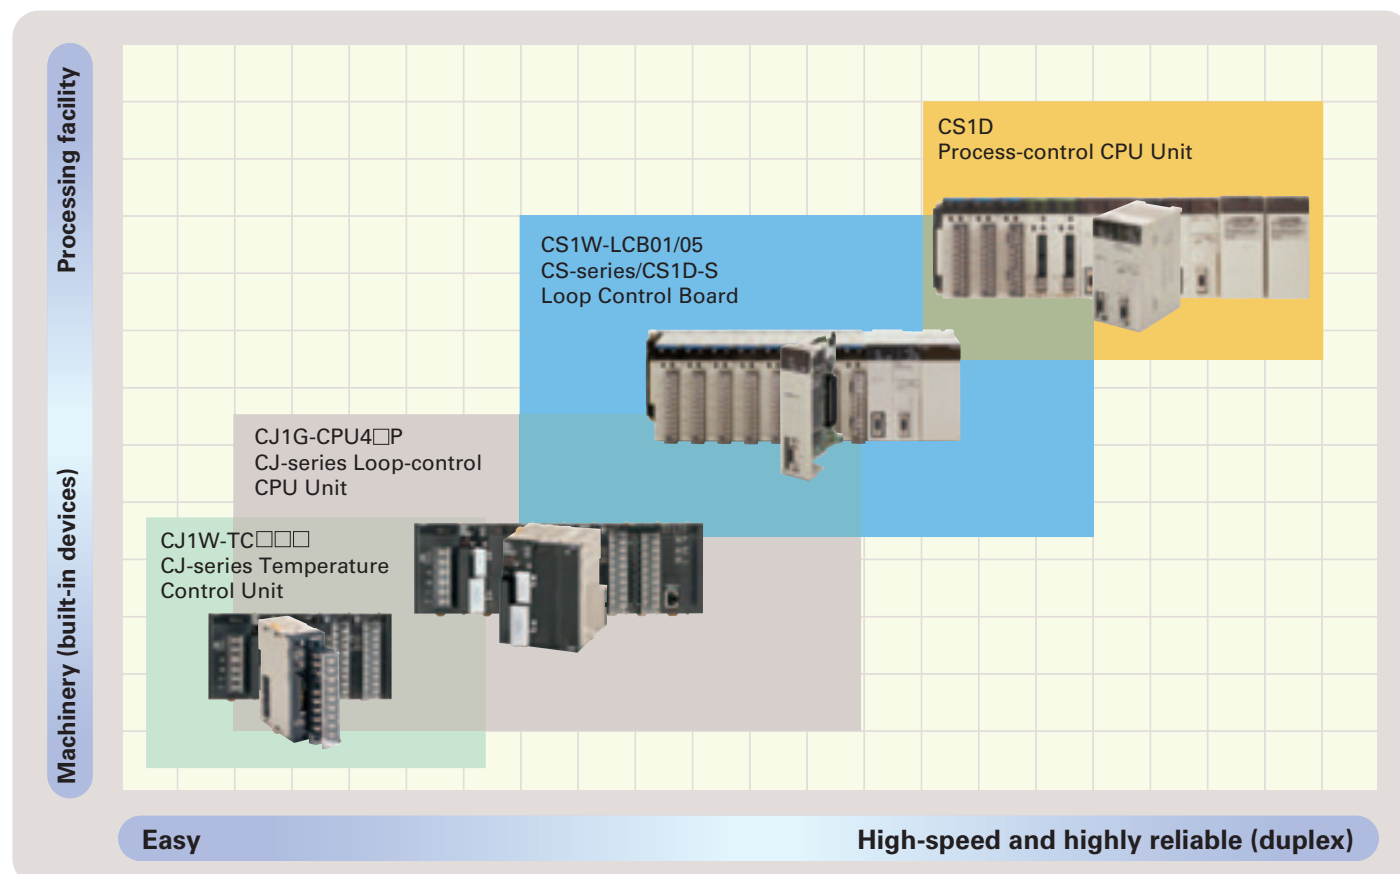 Processing facility
Machinery (built-in devices)
CS1D
Process-control CPU Unit
CS1W-LCB01/05
CS-series/CS1D-S
Loop Control Board
CJ1G-CPU4□P
CJ-series Loop-control
CPU Unit
CJ1W-TC□□□
CJ-series Temperature
Control Unit
Easy
High-speed and highly reliable (duplex)